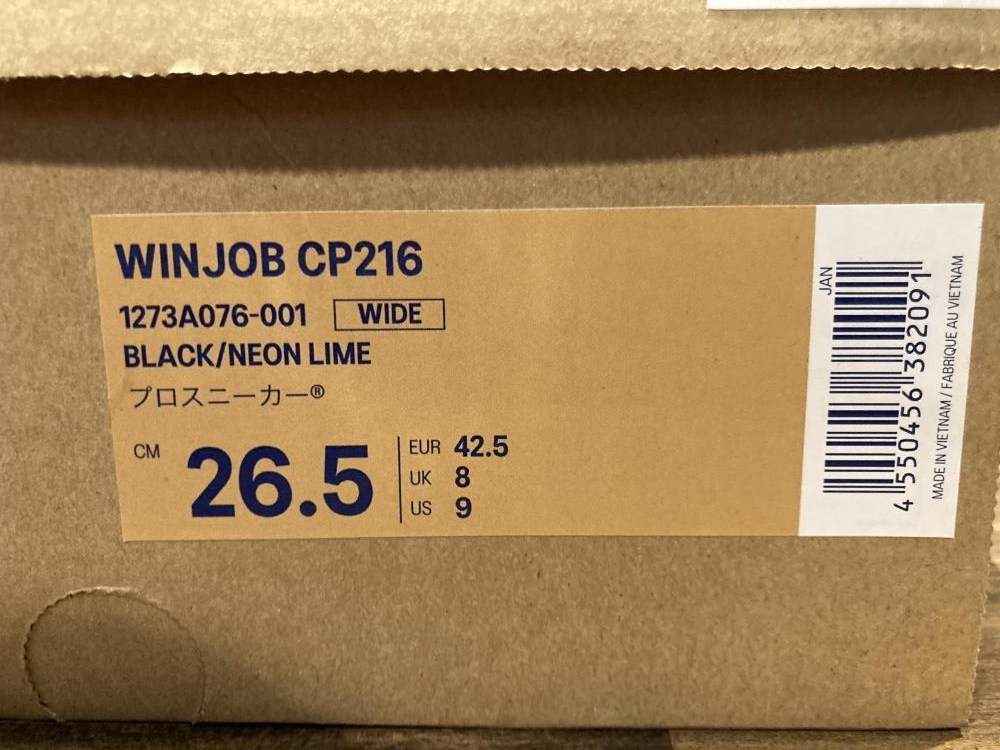 WINJOB CP216
1273A076-001 WIDE
BLACK/NEON LIME
プロスニーカー®
CM 26.5
EUR 42.5
UK 8
US 9
JAN
4 550456 382091
MADE IN VIETNAM / FABRIQUE AU VIETNAM